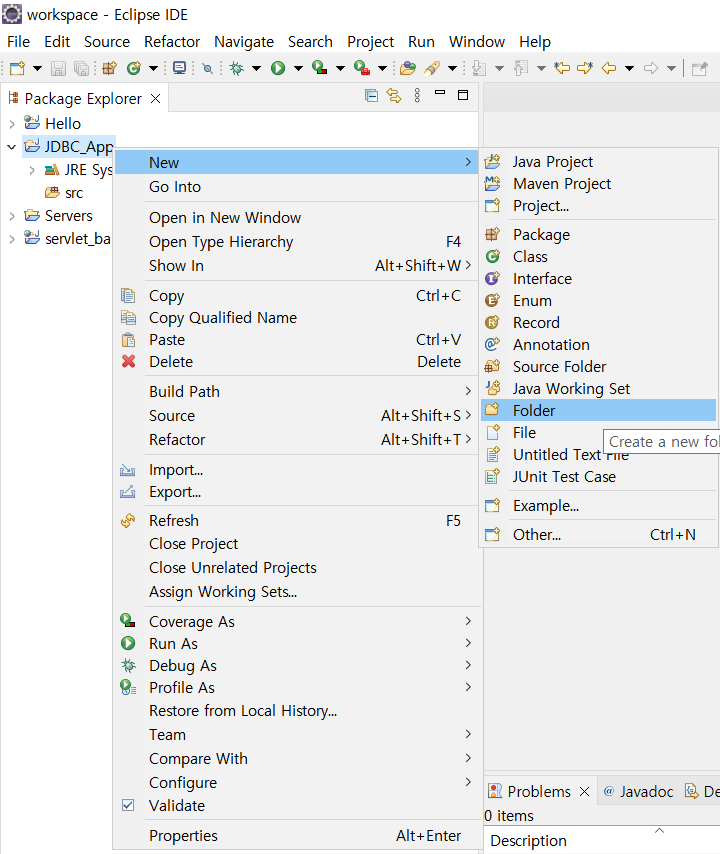 workspace - Eclipse IDE
File Edit Source Refactor Navigate Search Project Run Window Help
Package Explorer
Hello
JDBC_App
JRE Sys
src
Servers
servlet_ba
New
Go Into
Open in New Window
Open Type Hierarchy F4
Show In Alt+Shift+W
Copy Ctrl+C
Copy Qualified Name
Paste Ctrl+V
Delete Delete
Build Path
Source Alt+Shift+S
Refactor Alt+Shift+T
Import...
Export...
Refresh F5
Close Project
Close Unrelated Projects
Assign Working Sets...
Coverage As
Run As
Debug As
Profile As
Restore from Local History...
Team
Compare With
Configure
Validate
Properties Alt+Enter
Java Project
Maven Project
Project...
Package
Class
Interface
Enum
Record
Annotation
Source Folder
Java Working Set
Folder
File
Create a new fol
Untitled Text File
JUnit Test Case
Example...
Other... Ctrl+N
Problems Javadoc De
0 items
Description